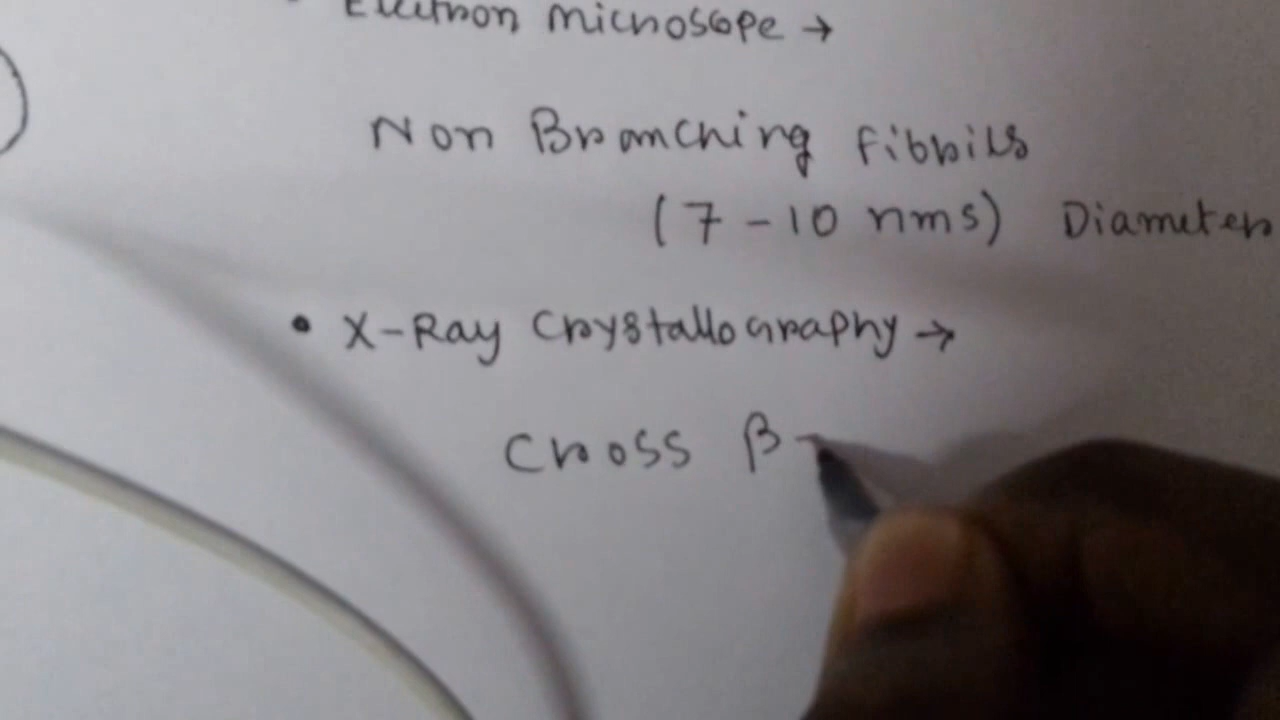 • Electron microscope →
Non Branching Fibrils
(7-10 nms) Diameter
• X-Ray Crystallography →
Cross β-